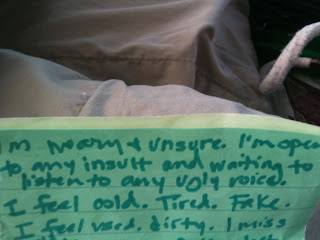 I'm weary & unsure. I'm open
to any insult and waiting to
listen to any ugly voice.
I feel cold. Tired. Fake.
I feel used, dirty. I miss